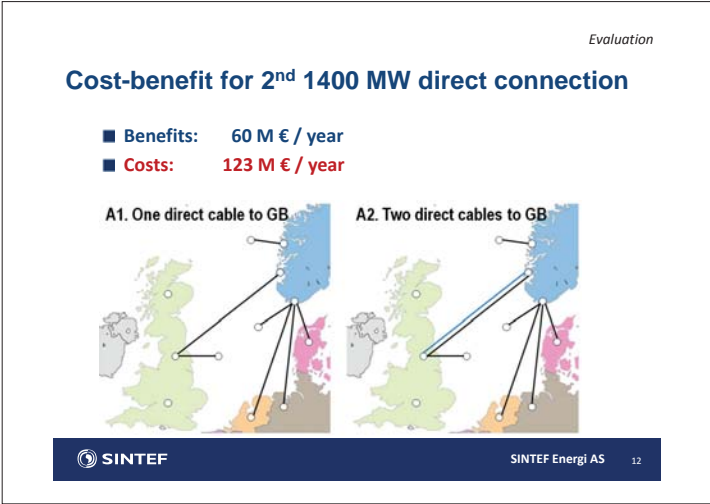 Evaluation
Cost-benefit for 2nd 1400 MW direct connection
Benefits: 60 M € / year
Costs: 123 M € / year
A1. One direct cable to GB
A2. Two direct cables to GB
SINTEF
SINTEF Energi AS 12